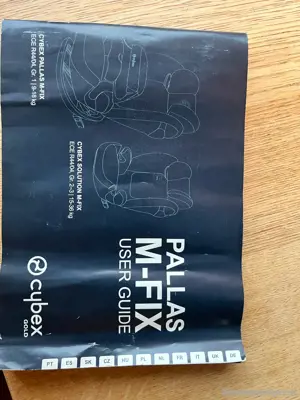 PALLAS
M-FIX
USER GUIDE
CYBEX PALLAS M-FIX
ECE R44/04, Gr. 1 | 9-18 kg
CYBEX SOLUTION M-FIX
ECE R44/04, Gr. 2-3 | 15-36 kg
cybex
GOLD
DE
UK
IT
FR
NL
PL
HU
CZ
SK
ES
PT